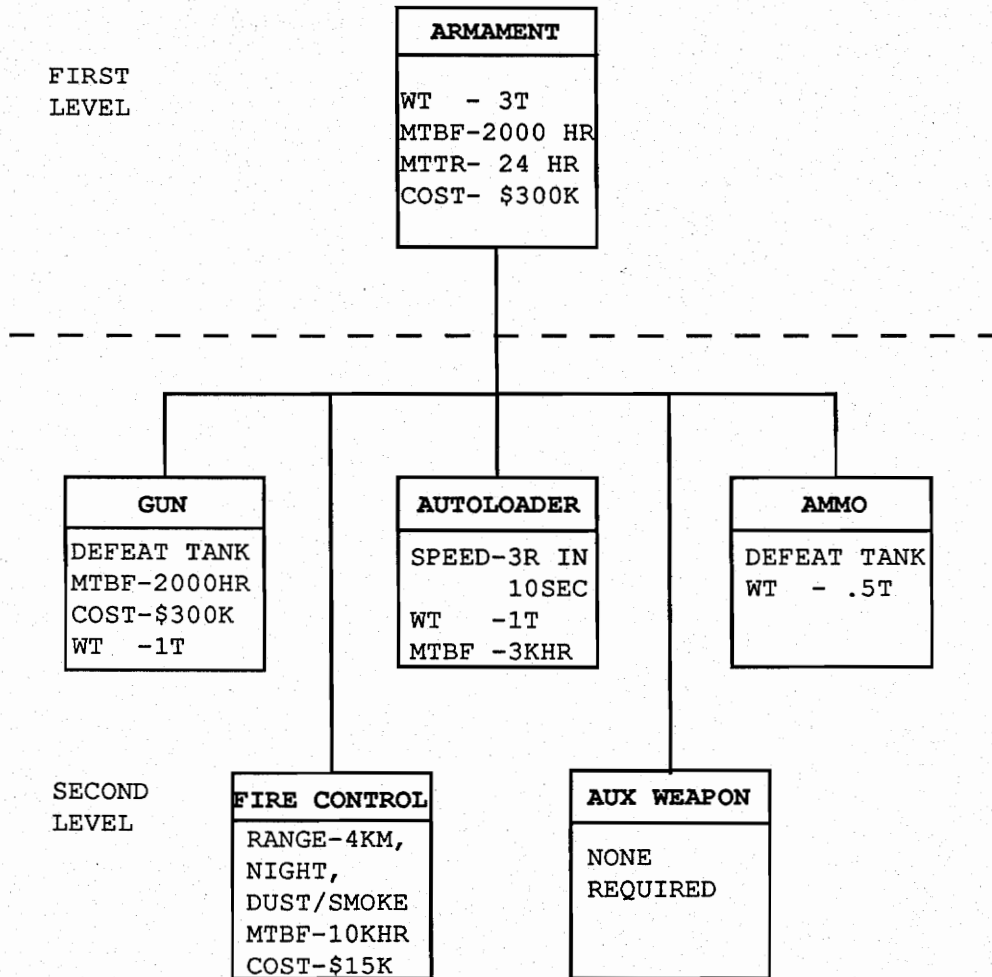 ARMAMENT
FIRST
LEVEL
WT - 3T
MTBF-2000 HR
MTTR- 24 HR
COST- $300K
GUN
DEFEAT TANK
MTBF-2000HR
COST-$300K
WT -1T
AUTOLOADER
SPEED-3R IN
10SEC
WT -1T
MTBF -3KHR
AMMO
DEFEAT TANK
WT - .5T
SECOND
LEVEL
FIRE CONTROL
RANGE-4KM,
NIGHT,
DUST/SMOKE
MTBF-10KHR
COST-$15K
AUX WEAPON
NONE
REQUIRED